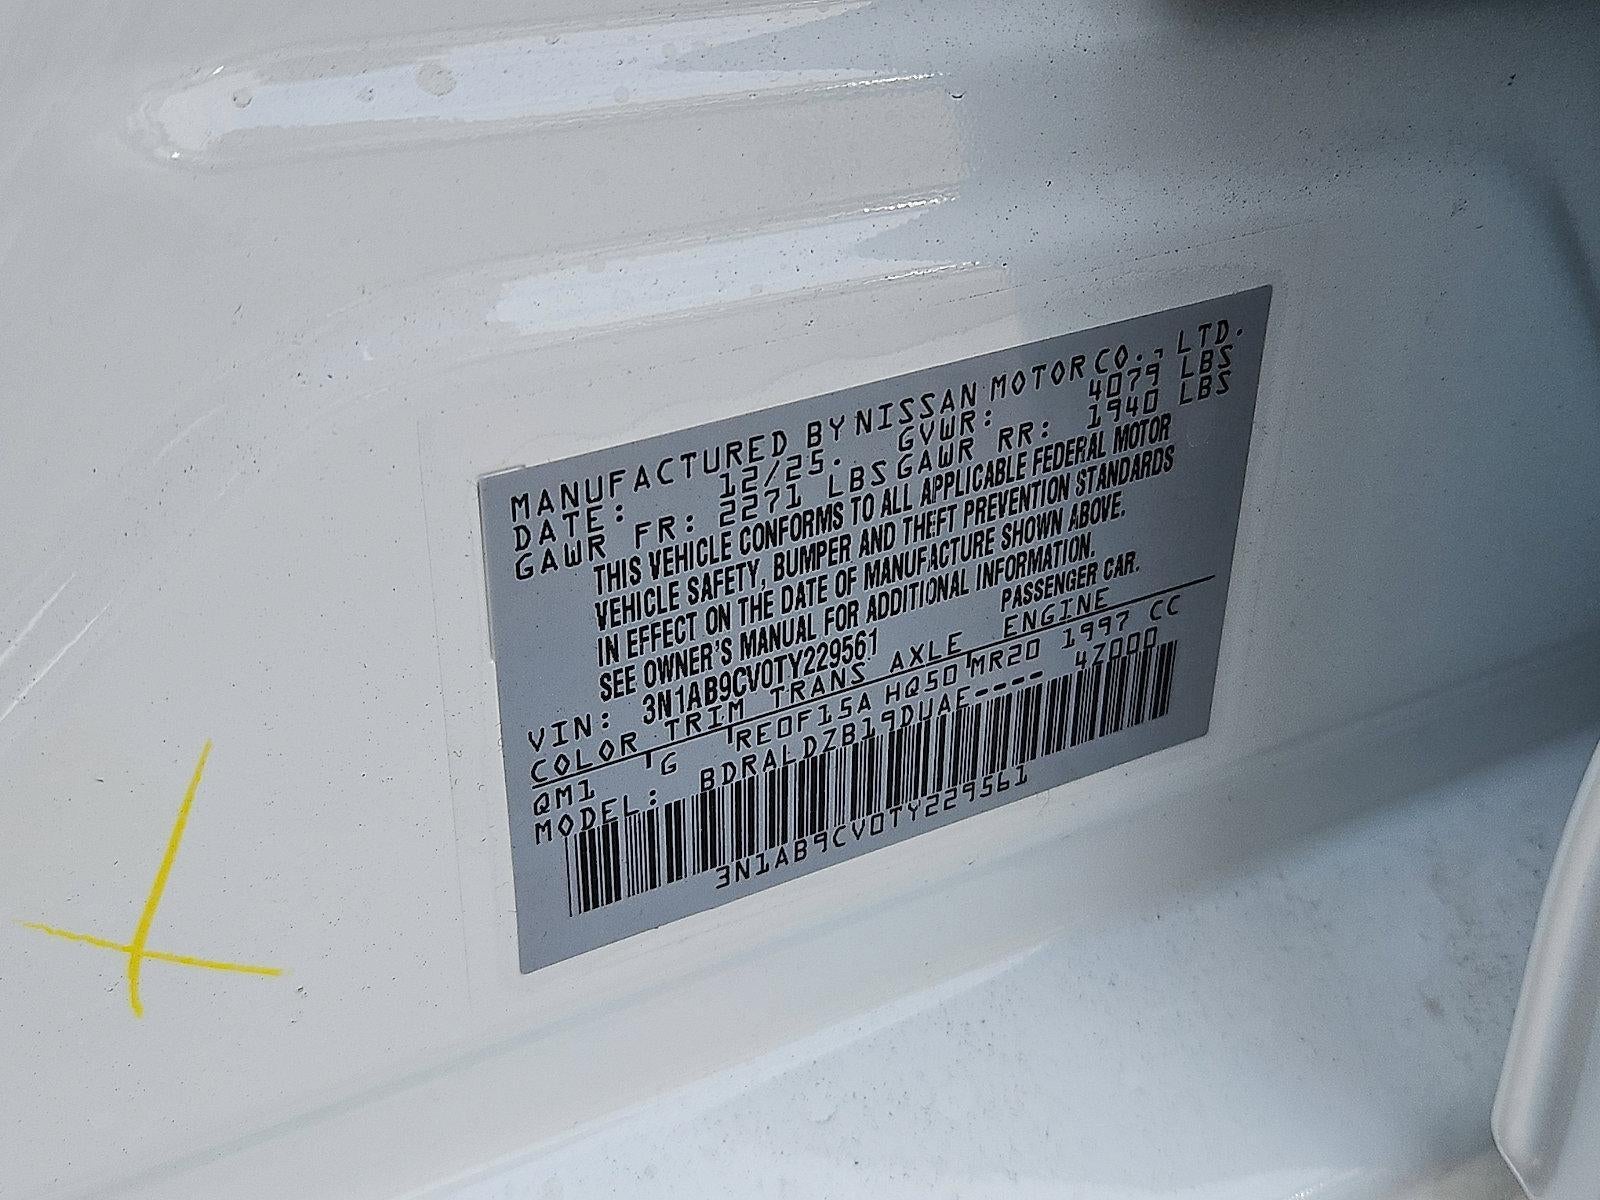 MANUFACTURED BY NISSAN MOTOR CO., LTD.
DATE: 12/25. GVWR: 4079 LBS
GAWR FR: 2271 LBS GAWR RR: 1940 LBS
THIS VEHICLE CONFORMS TO ALL APPLICABLE FEDERAL MOTOR
VEHICLE SAFETY, BUMPER AND THEFT PREVENTION STANDARDS
IN EFFECT ON THE DATE OF MANUFACTURE SHOWN ABOVE.
SEE OWNER'S MANUAL FOR ADDITIONAL INFORMATION.
VIN: 3N1AB9CV0TY229561 PASSENGER CAR.
COLOR TRIM TRANS AXLE ENGINE
QM1 G RE0F15A HQ50 MR20 1997 CC
MODEL: BDRALDZB19DUAE---- 4Z000
3N1AB9CV0TY229561